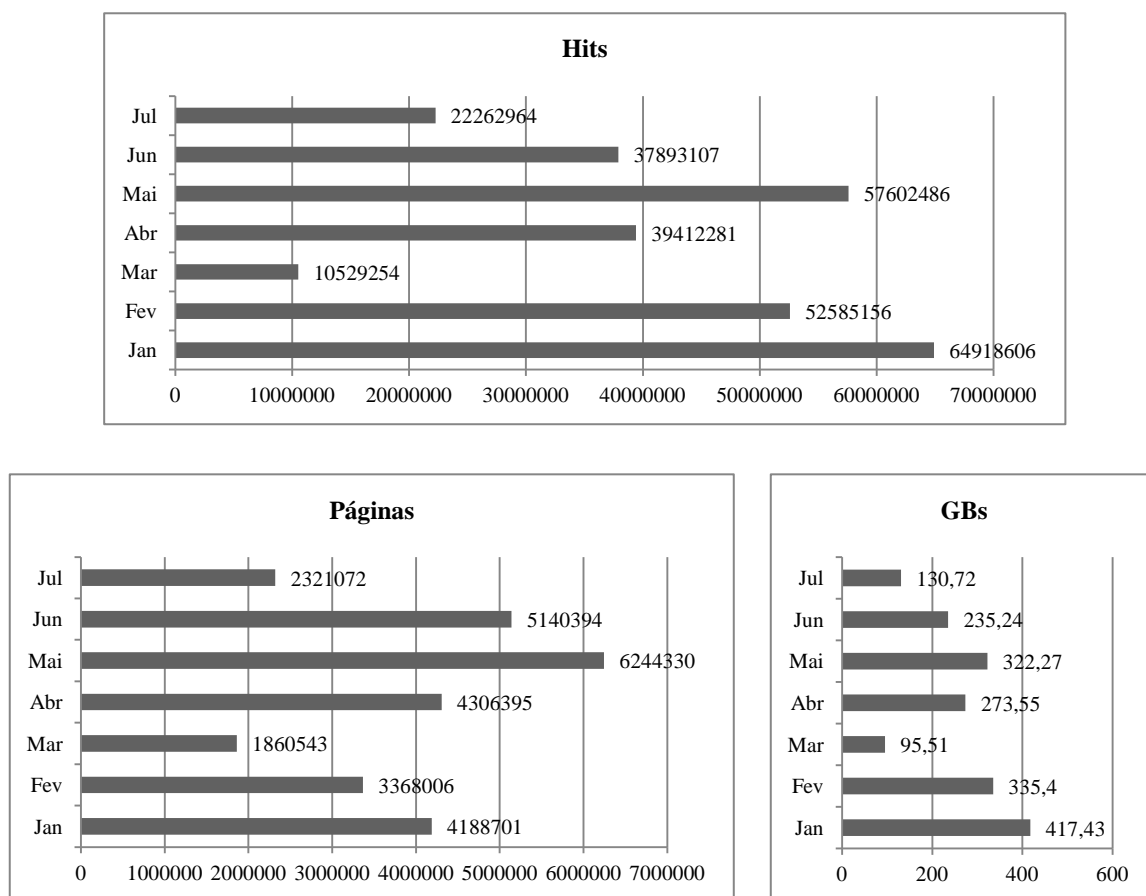 Hits
Jul 22262964
Jun 37893107
Mai 57602486
Abr 39412281
Mar 10529254
Fev 52585156
Jan 64918606
0 10000000 20000000 30000000 40000000 50000000 60000000 70000000
Páginas
Jul 2321072
Jun 5140394
Mai 6244330
Abr 4306395
Mar 1860543
Fev 3368006
Jan 4188701
0 1000000 2000000 3000000 4000000 5000000 6000000 7000000
GBs
Jul 130,72
Jun 235,24
Mai 322,27
Abr 273,55
Mar 95,51
Fev 335,4
Jan 417,43
0 200 400 600